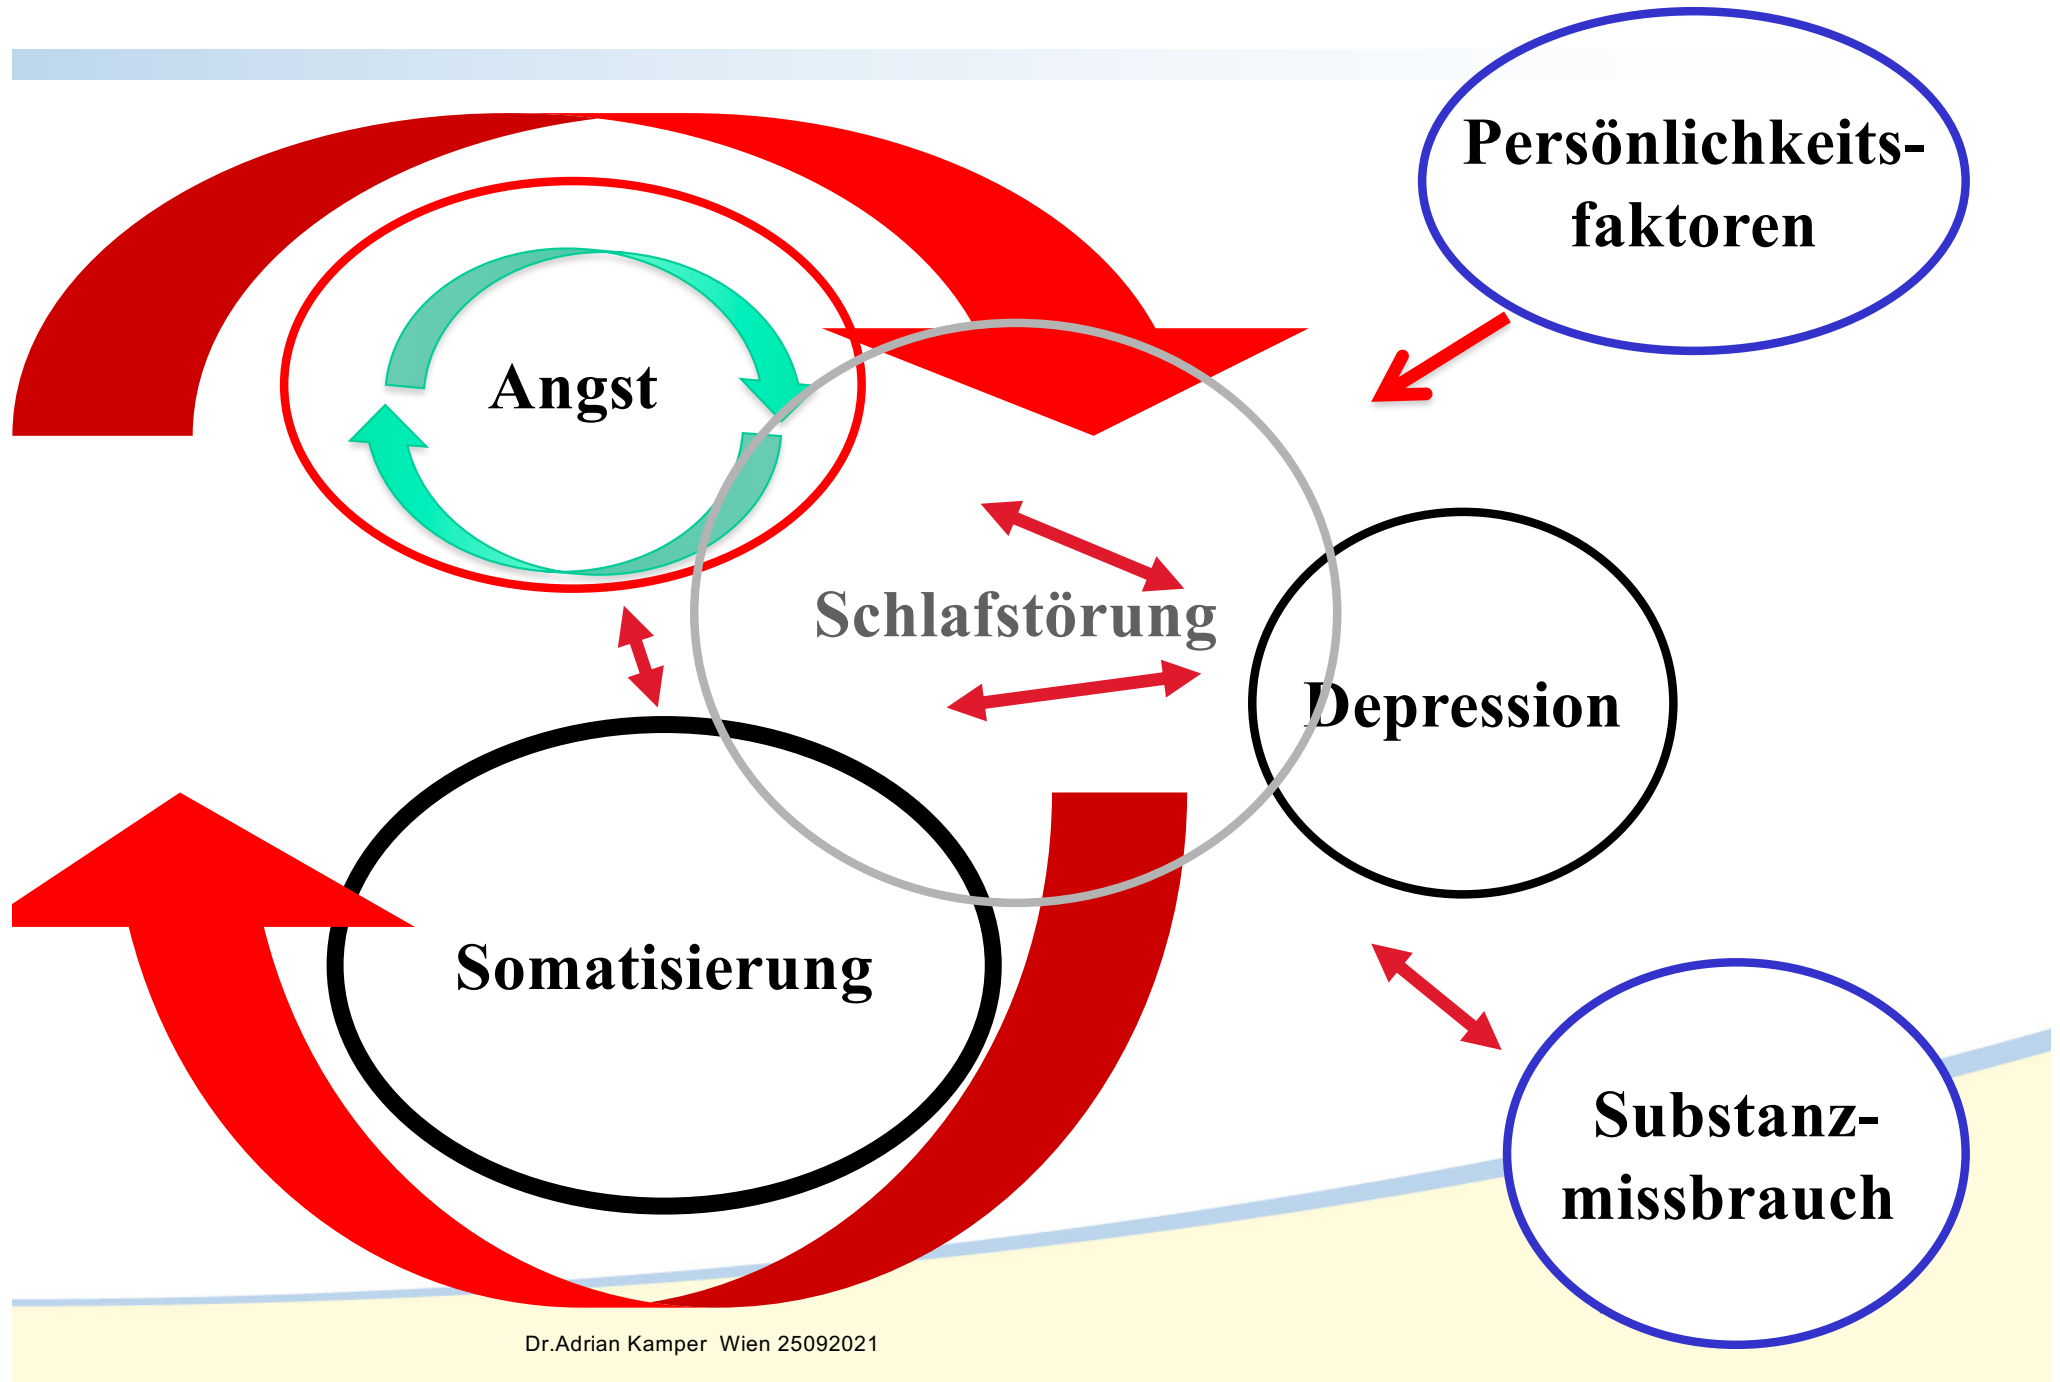 Persönlichkeits-
faktoren
Angst
Schlafstörung
Depression
Somatisierung
Substanz-
missbrauch
Dr.Adrian Kamper  Wien 25092021